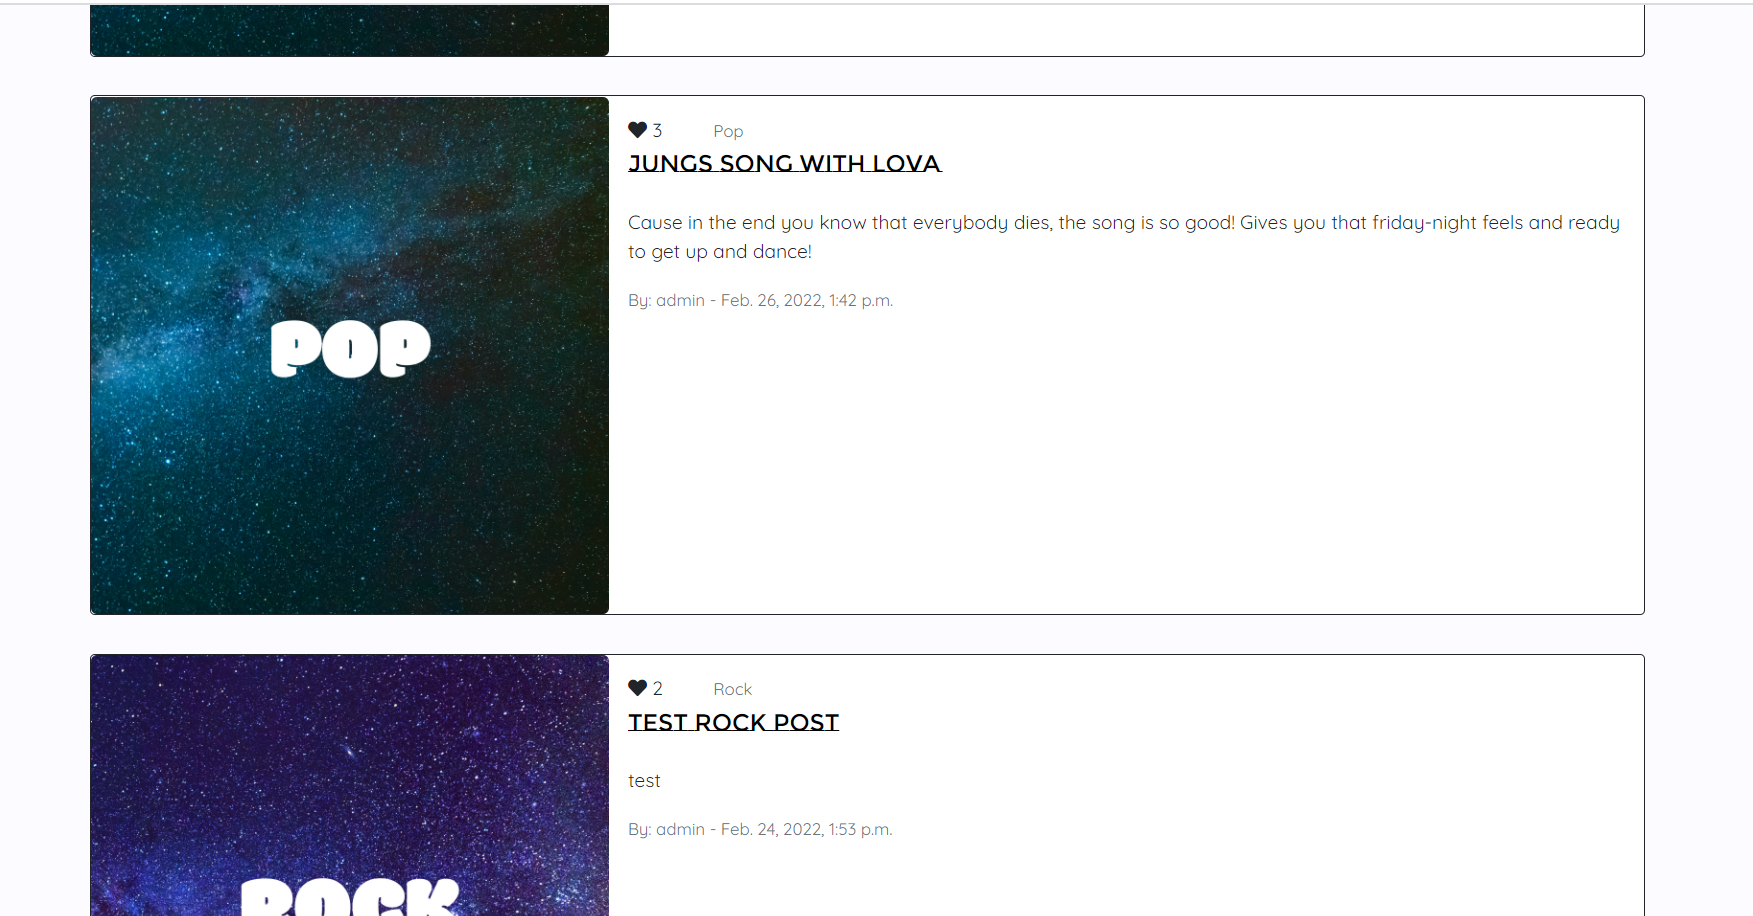 3 Pop
JUNGS SONG WITH LOVA
Cause in the end you know that everybody dies, the song is so good! Gives you that friday-night feels and ready
to get up and dance!
By: admin - Feb. 26, 2022, 1:42 p.m.
POP
2 Rock
TEST ROCK POST
test
By: admin - Feb. 24, 2022, 1:53 p.m.
ROCK